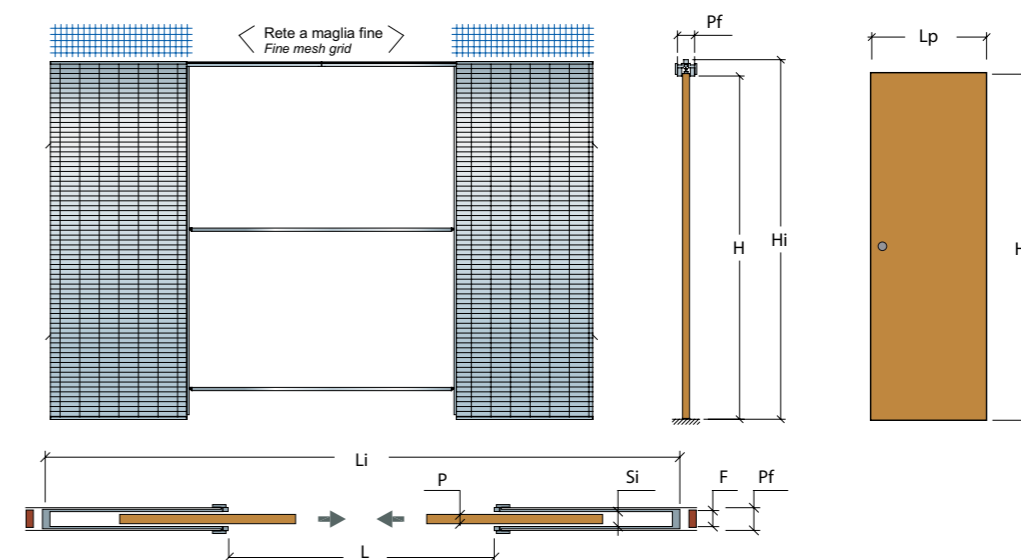 Rete a maglia fine
Fine mesh grid
Pf
Lp
H
Hi
H
Li
P
Si
F
Pf
L